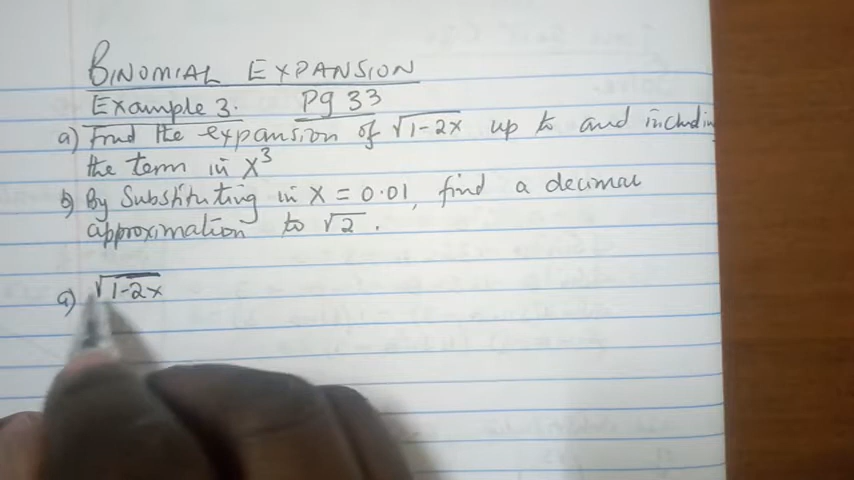 BINOMIAL EXPANSION
Example 3. Pg 33
a) Find the expansion of √1-2x up to and includin
the term in x³
b) By Substituting in x = 0.01, find a decimal
approximation to √2.
a) √1-2x